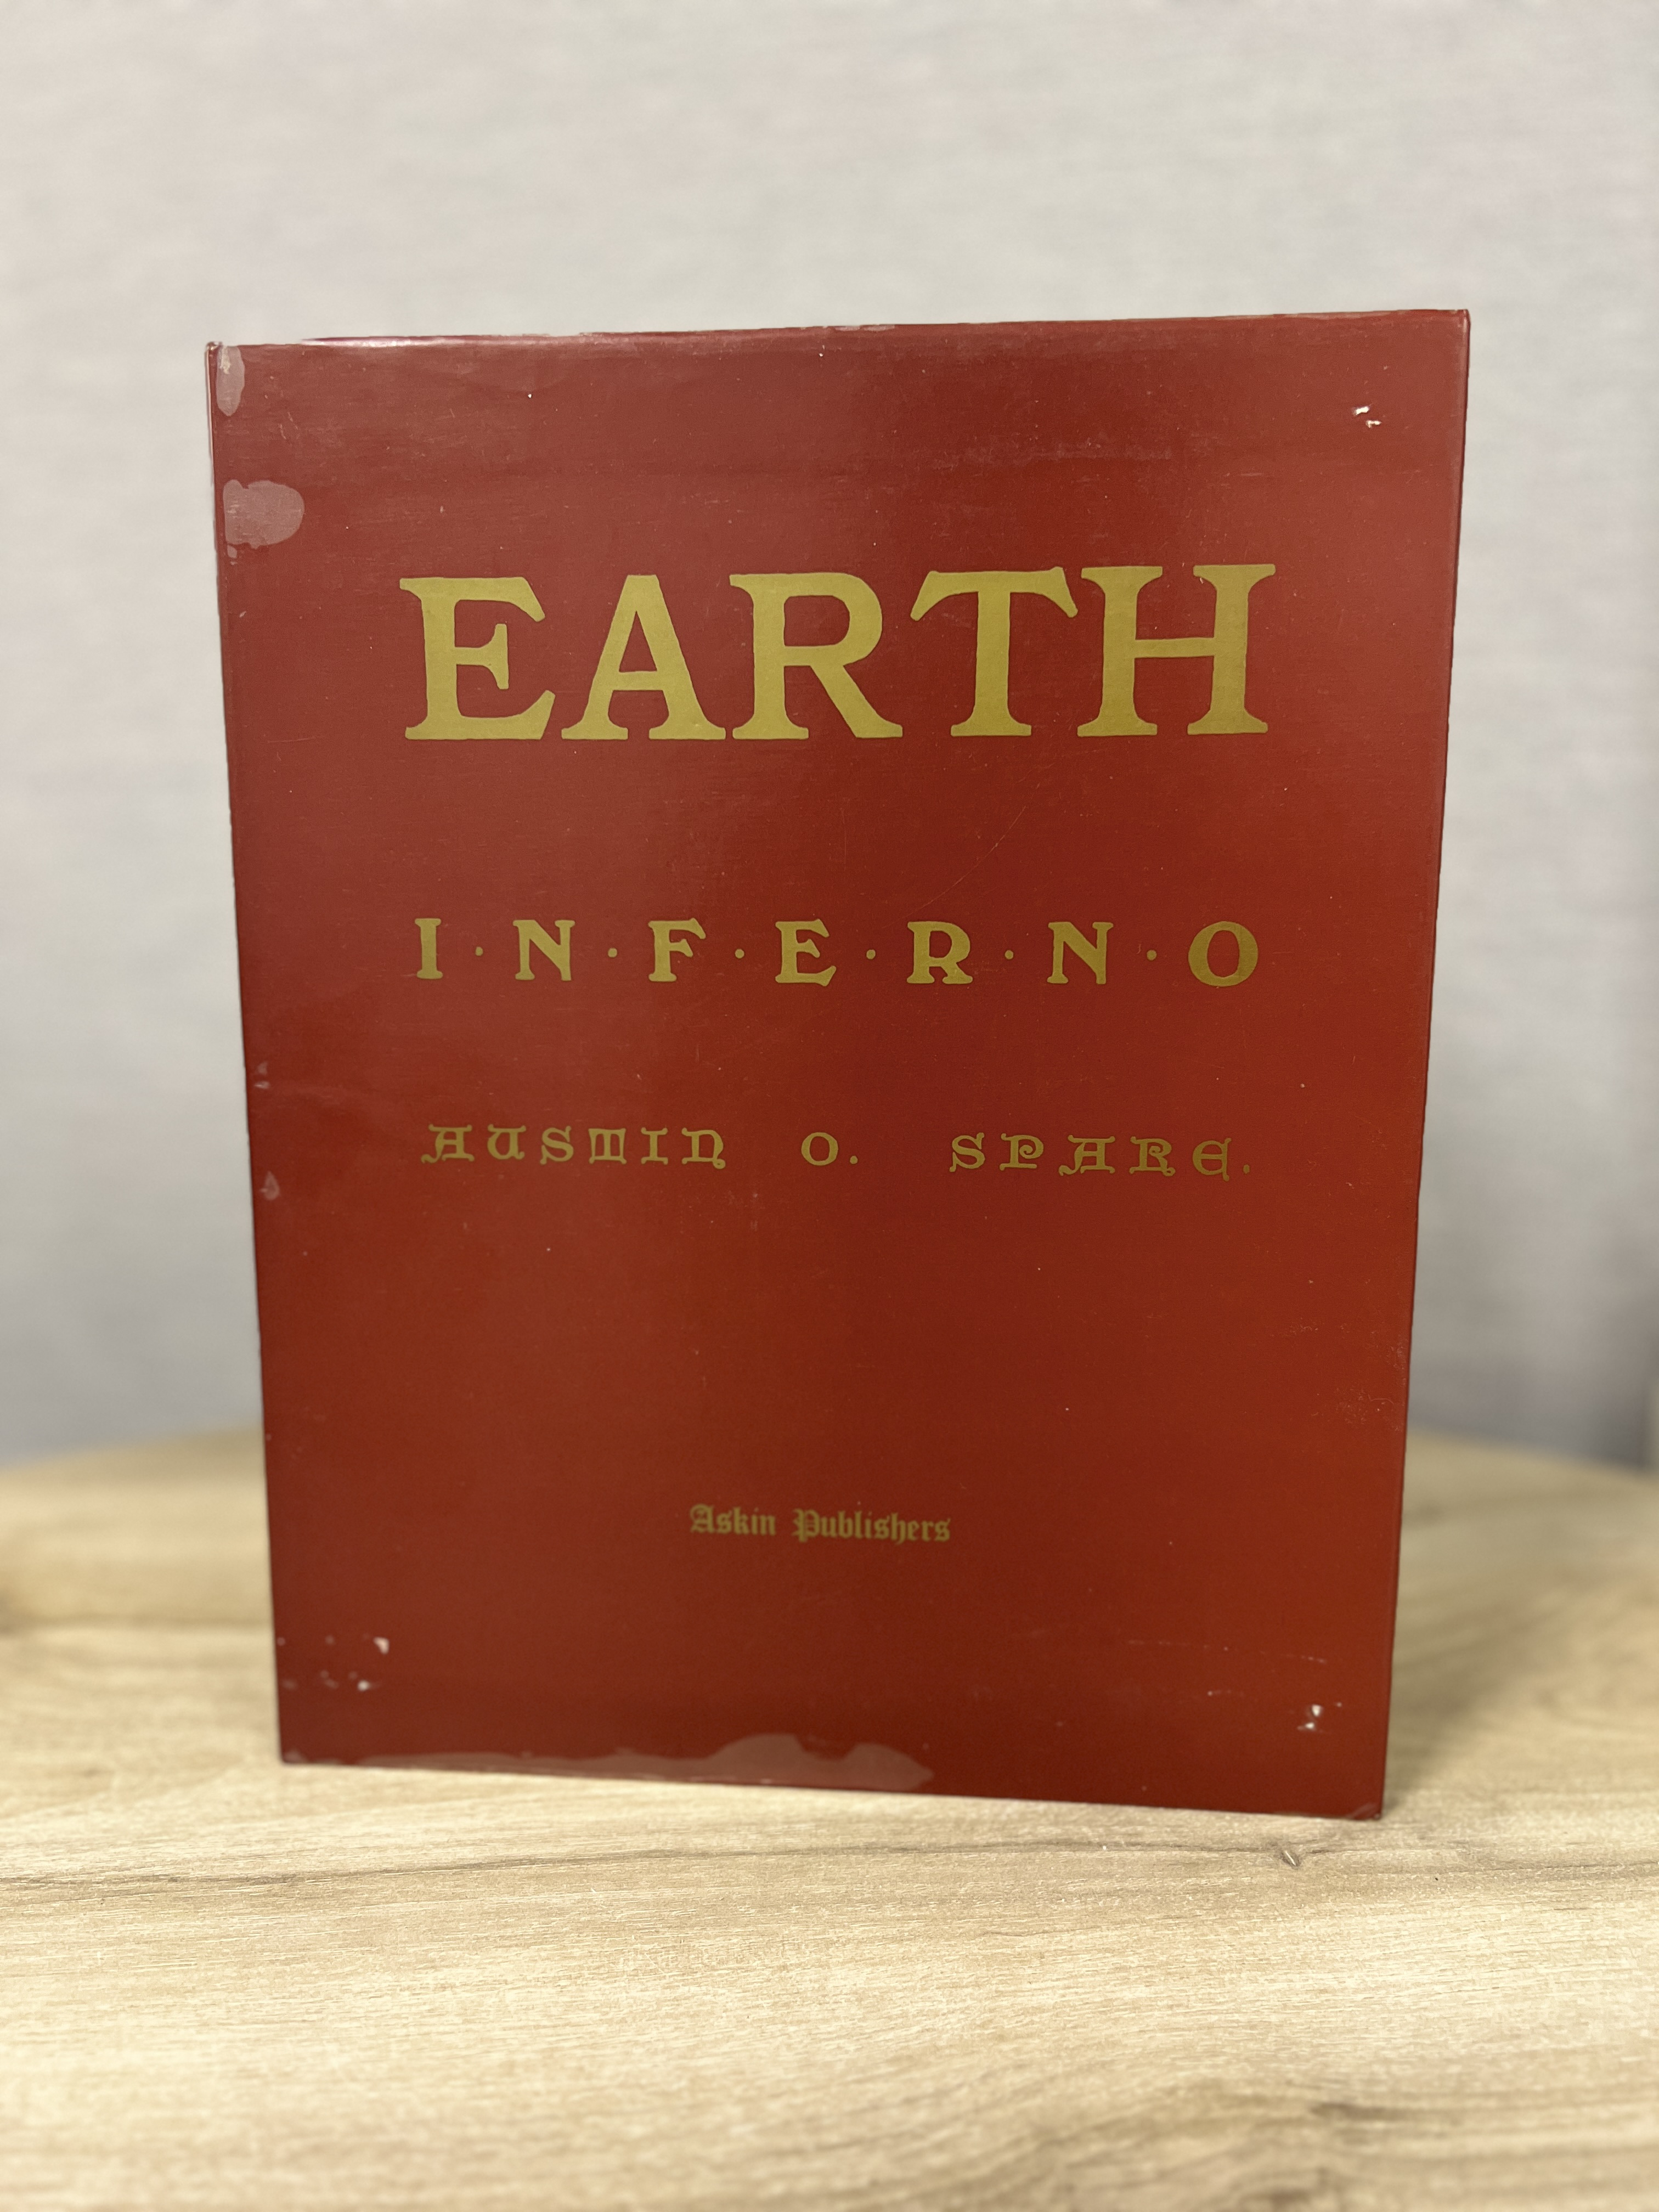 EARTH
I·N·F·E·R·N·O
AUSTIN O. SPARE.
Askin Publishers